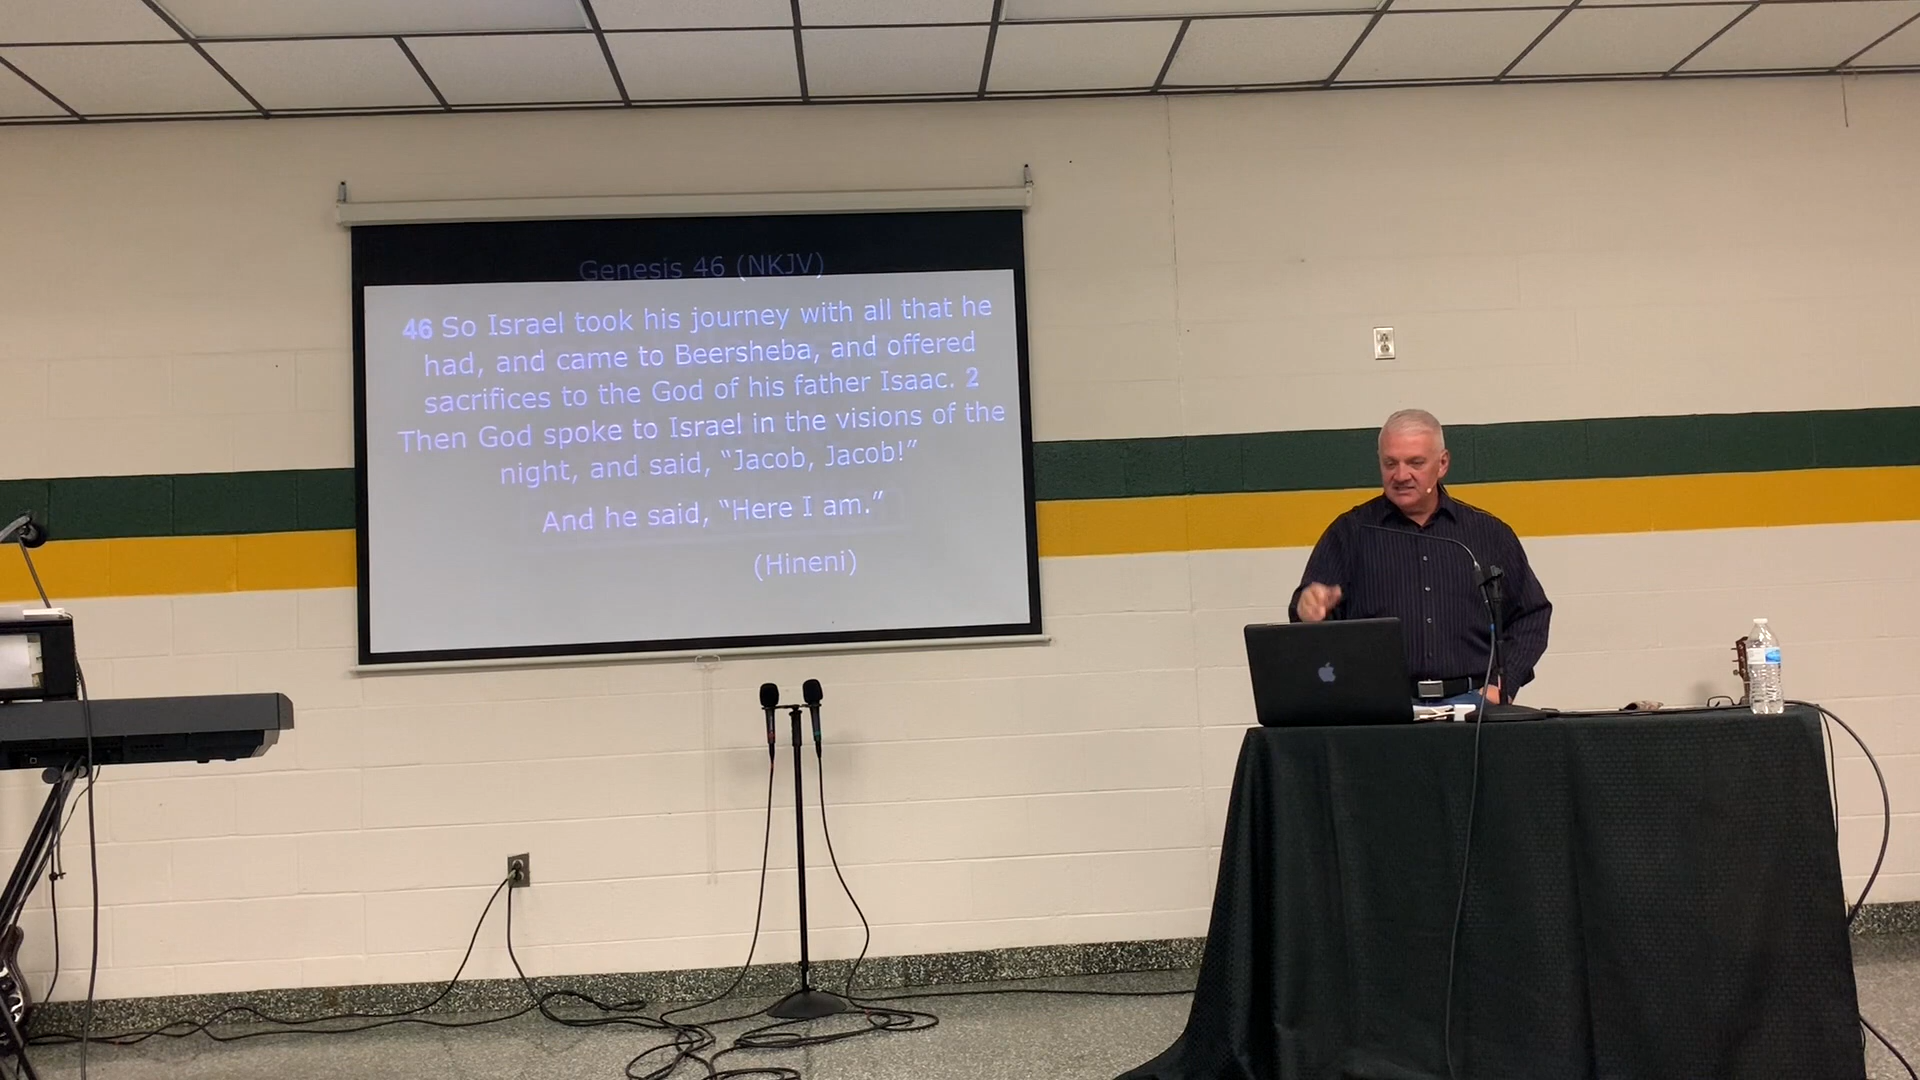 Genesis 46 (NKJV)
46 So Israel took his journey with all that he
had, and came to Beersheba, and offered
sacrifices to the God of his father Isaac. 2
Then God spoke to Israel in the visions of the
night, and said, “Jacob, Jacob!”
And he said, “Here I am.”
(Hineni)